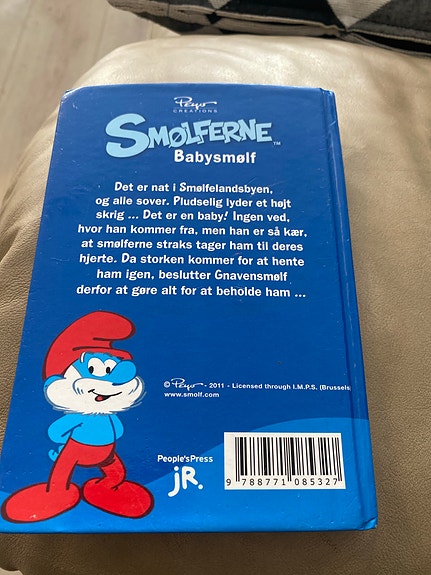 Peyo
CREATIONS
SMØLFERNE™
Babysmølf
Det er nat i Smølfelandsbyen,
og alle sover. Pludselig lyder et højt
skrig ... Det er en baby! Ingen ved,
hvor han kommer fra, men han er så kær,
at smølferne straks tager ham til deres
hjerte. Da storken kommer for at hente
ham igen, beslutter Gnavensmølf
derfor at gøre alt for at beholde ham ...
© Peyo - 2011 - Licensed through I.M.P.S. (Brussels
www.smolf.com
People'sPress
jR.
9 788771 085327